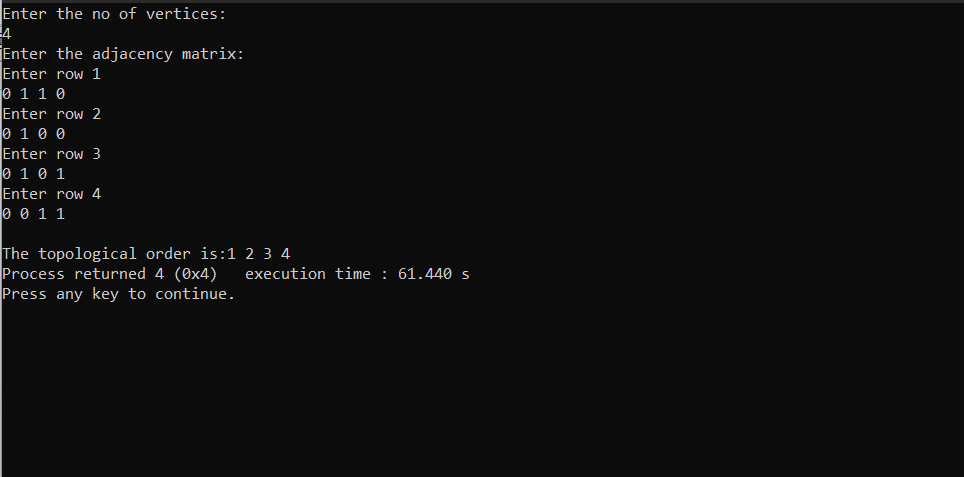 Enter the no of vertices:
4
Enter the adjacency matrix:
Enter row 1
0 1 1 0
Enter row 2
0 1 0 0
Enter row 3
0 1 0 1
Enter row 4
0 0 1 1
The topological order is:1 2 3 4
Process returned 4 (0x4)   execution time : 61.440 s
Press any key to continue.